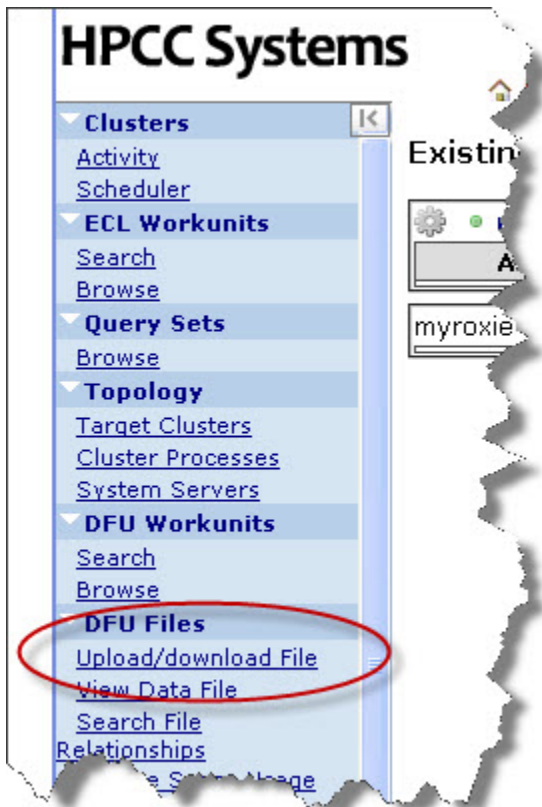 HPCC Systems
Clusters
Activity
Scheduler
ECL Workunits
Search
Browse
Query Sets
Browse
Topology
Target Clusters
Cluster Processes
System Servers
DFU Workunits
Search
Browse
DFU Files
Upload/download File
View Data File
Search File
Relationships
Existin
A
myroxie